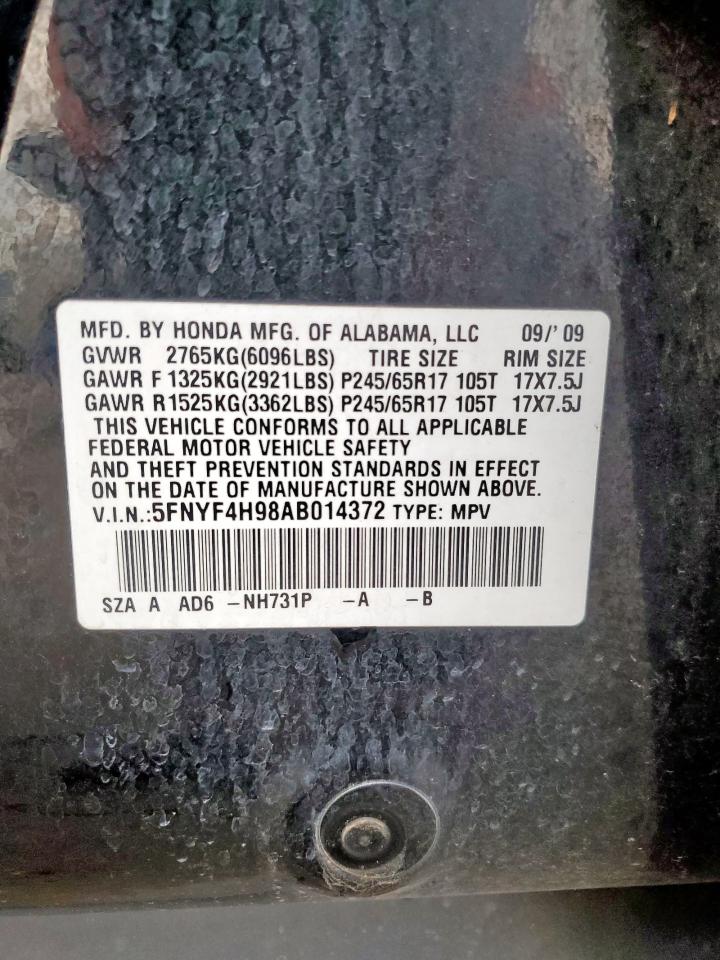 MFD. BY HONDA MFG. OF ALABAMA, LLC 09/'09
GVWR 2765KG(6096LBS) TIRE SIZE RIM SIZE
GAWR F1325KG(2921LBS) P245/65R17 105T 17X7.5J
GAWR R1525KG(3362LBS) P245/65R17 105T 17X7.5J
THIS VEHICLE CONFORMS TO ALL APPLICABLE
FEDERAL MOTOR VEHICLE SAFETY
AND THEFT PREVENTION STANDARDS IN EFFECT
ON THE DATE OF MANUFACTURE SHOWN ABOVE.
V.I.N.:5FNYF4H98AB014372 TYPE: MPV
SZA A AD6 -NH731P -A -B